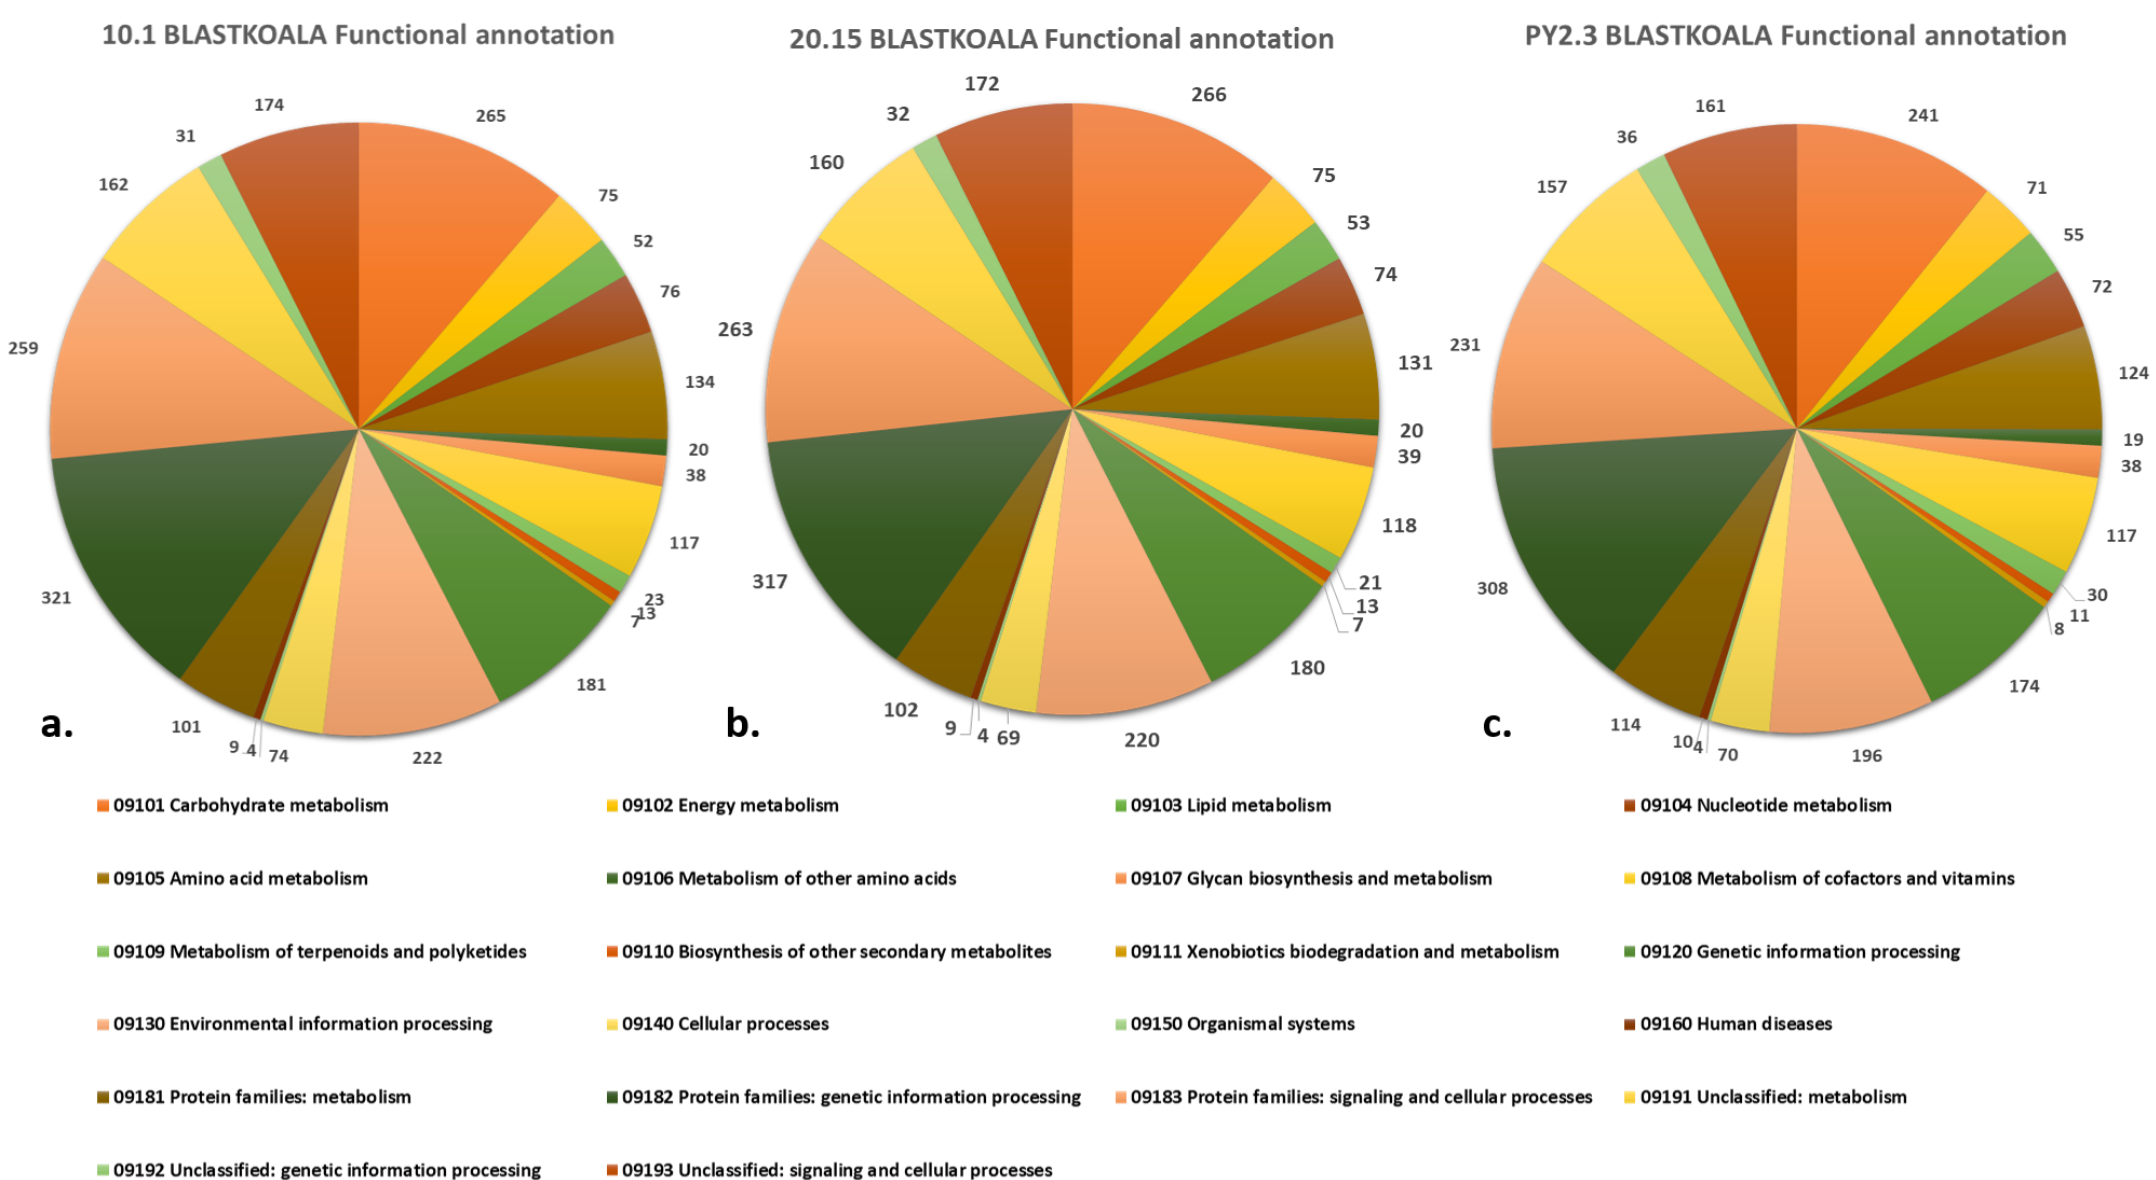 10.1 BLASTKOALA Functional annotation
20.15 BLASTKOALA Functional annotation
PY2.3 BLASTKOALA Functional annotation
265
75
52
76
134
20
38
117
23
13
7
181
222
74
4
9
101
321
259
162
31
174
a.
266
75
53
74
131
20
39
118
21
13
7
180
220
69
4
9
102
317
263
160
32
172
b.
241
71
55
72
124
19
38
117
30
11
8
174
196
70
4
10
114
308
231
157
36
161
c.
09101 Carbohydrate metabolism
09102 Energy metabolism
09103 Lipid metabolism
09104 Nucleotide metabolism
09105 Amino acid metabolism
09106 Metabolism of other amino acids
09107 Glycan biosynthesis and metabolism
09108 Metabolism of cofactors and vitamins
09109 Metabolism of terpenoids and polyketides
09110 Biosynthesis of other secondary metabolites
09111 Xenobiotics biodegradation and metabolism
09120 Genetic information processing
09130 Environmental information processing
09140 Cellular processes
09150 Organismal systems
09160 Human diseases
09181 Protein families: metabolism
09182 Protein families: genetic information processing
09183 Protein families: signaling and cellular processes
09191 Unclassified: metabolism
09192 Unclassified: genetic information processing
09193 Unclassified: signaling and cellular processes